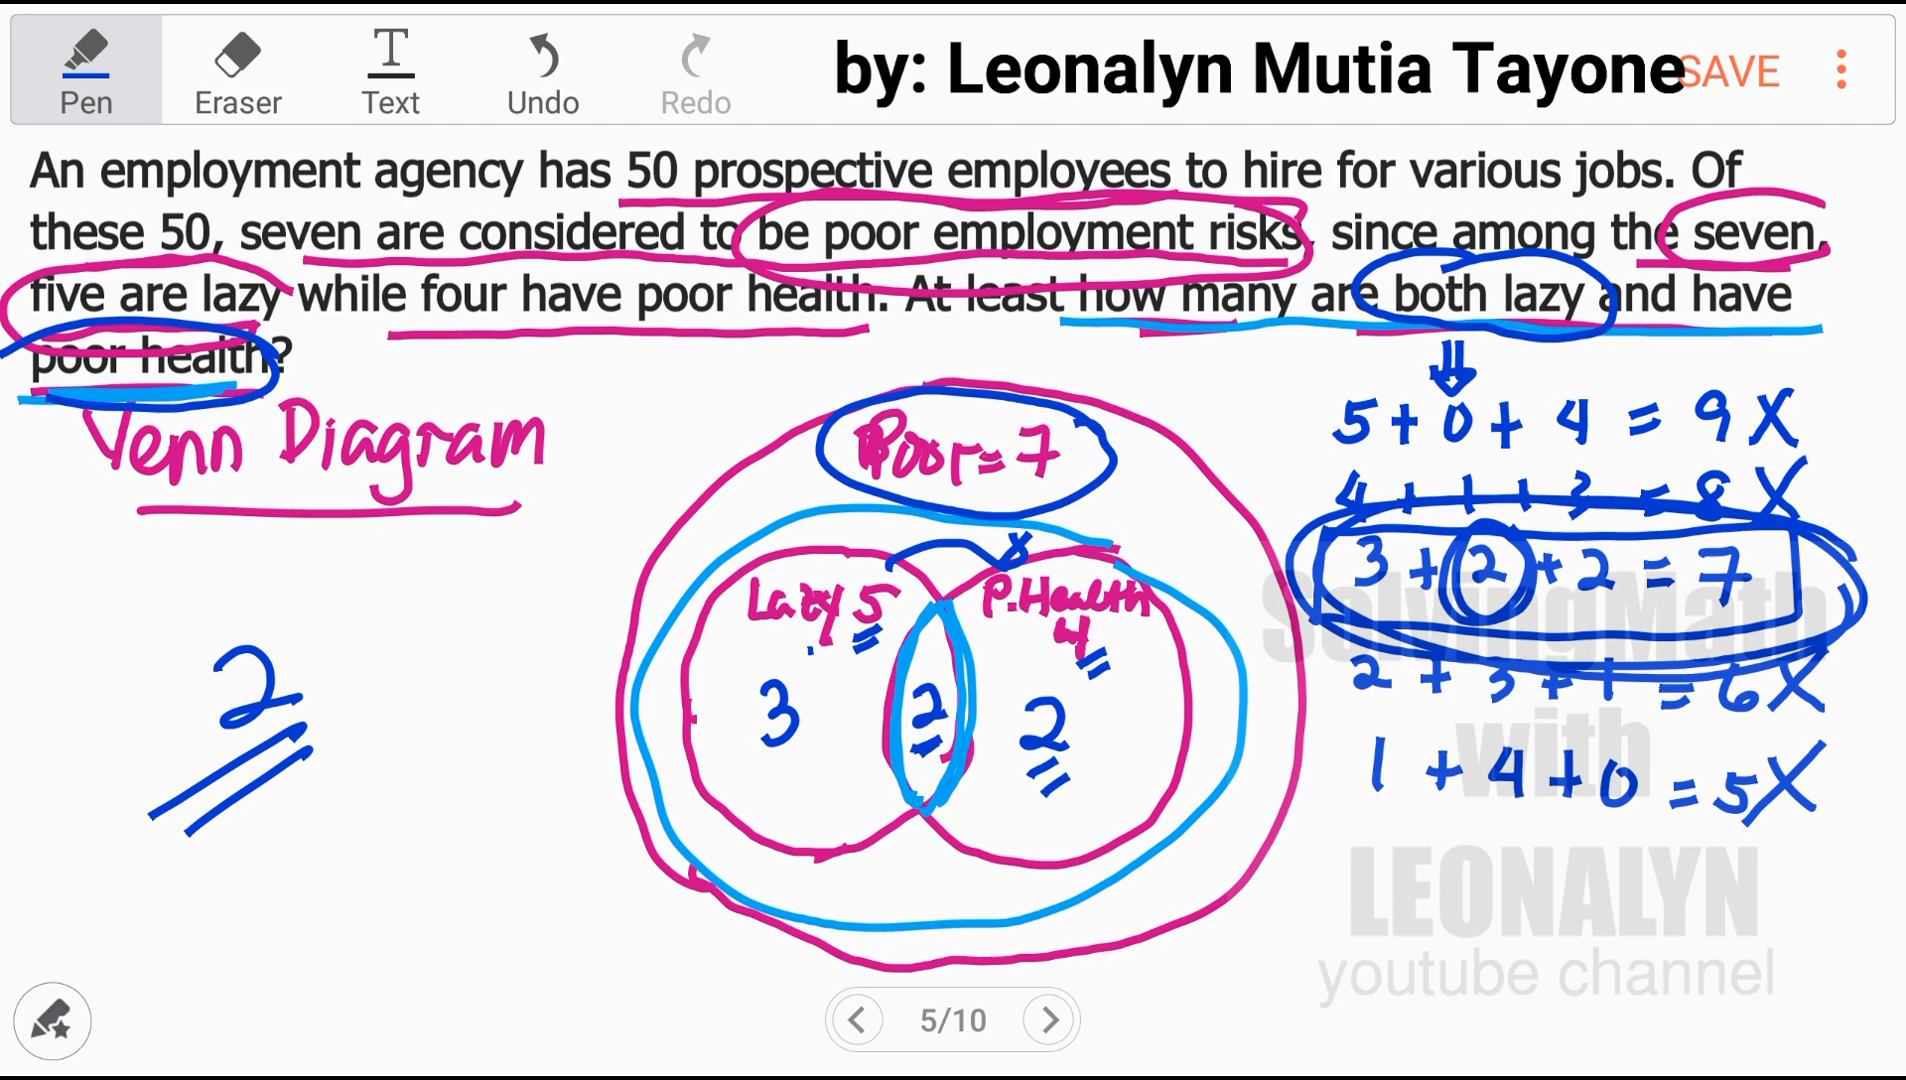 Pen
Eraser
Text
Undo
Redo
by: Leonalyn Mutia Tayone
SAVE
An employment agency has 50 prospective employees to hire for various jobs. Of
these 50, seven are considered to be poor employment risks, since among the seven,
five are lazy while four have poor health. At least how many are both lazy and have
poor health?
Venn Diagram
Poor = 7
Lazy 5
P. Health
4
3
2
2
2
5 + 0 + 4 = 9 X
4 + 1 + 3 = 8 X
3 + 2 + 2 = 7
2 + 3 + 1 = 6 X
1 + 4 + 0 = 5 X
SolvingMath
with
LEONALYN
youtube channel
5/10